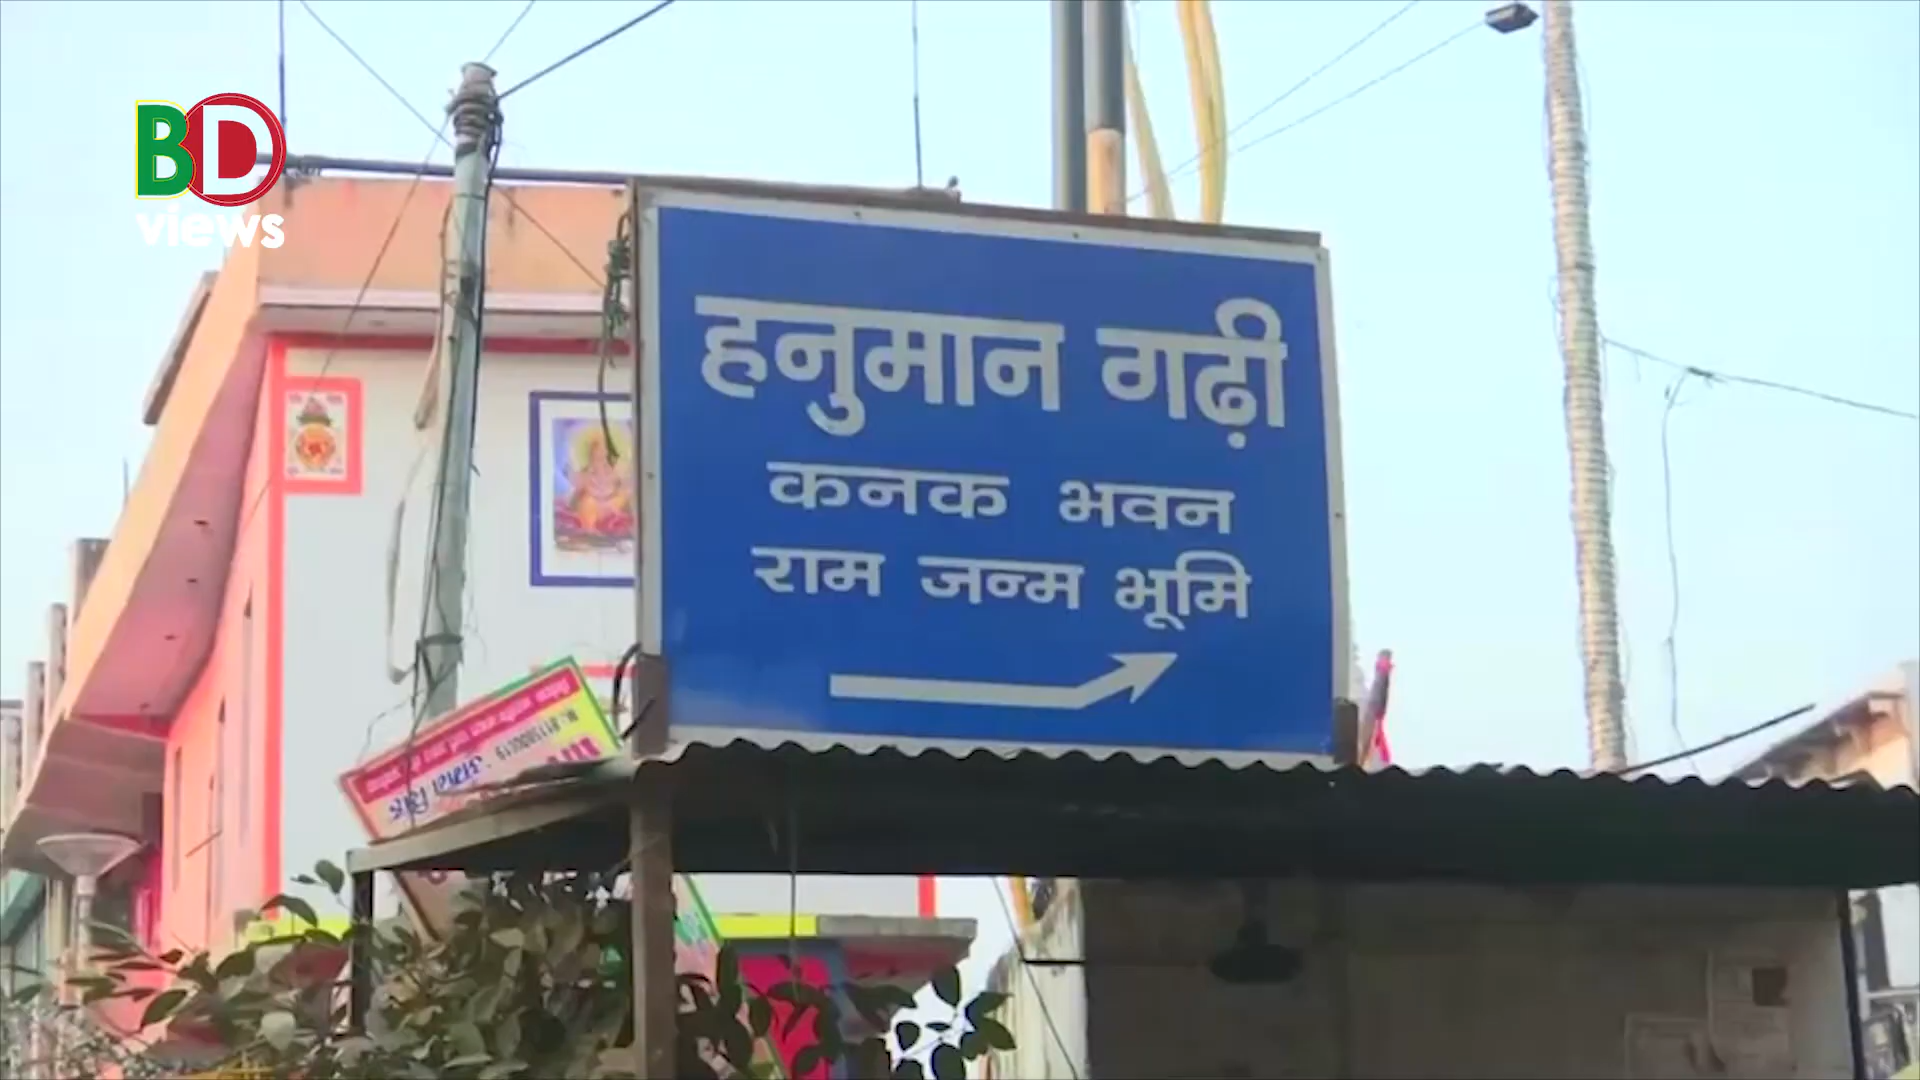 BD
views
हनुमान गढ़ी
कनक भवन
राम जन्म भूमि